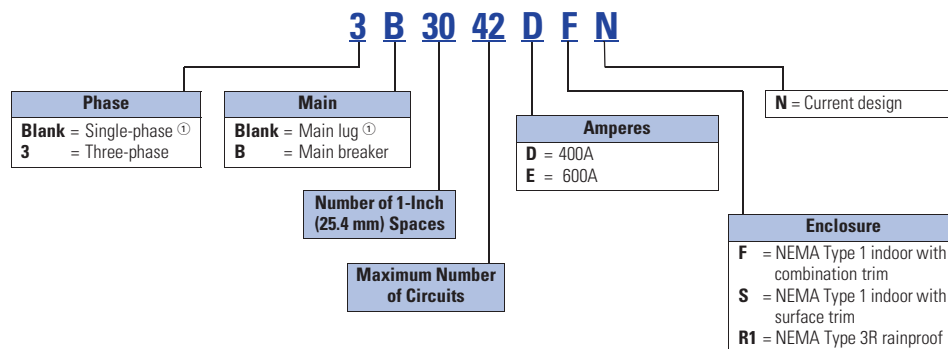 3 B 30 42 D F N
Phase
Blank = Single-phase ①
3 = Three-phase
Main
Blank = Main lug ①
B = Main breaker
Number of 1-Inch
(25.4 mm) Spaces
Maximum Number
of Circuits
Amperes
D = 400A
E = 600A
N = Current design
Enclosure
F = NEMA Type 1 indoor with
combination trim
S = NEMA Type 1 indoor with
surface trim
R1 = NEMA Type 3R rainproof